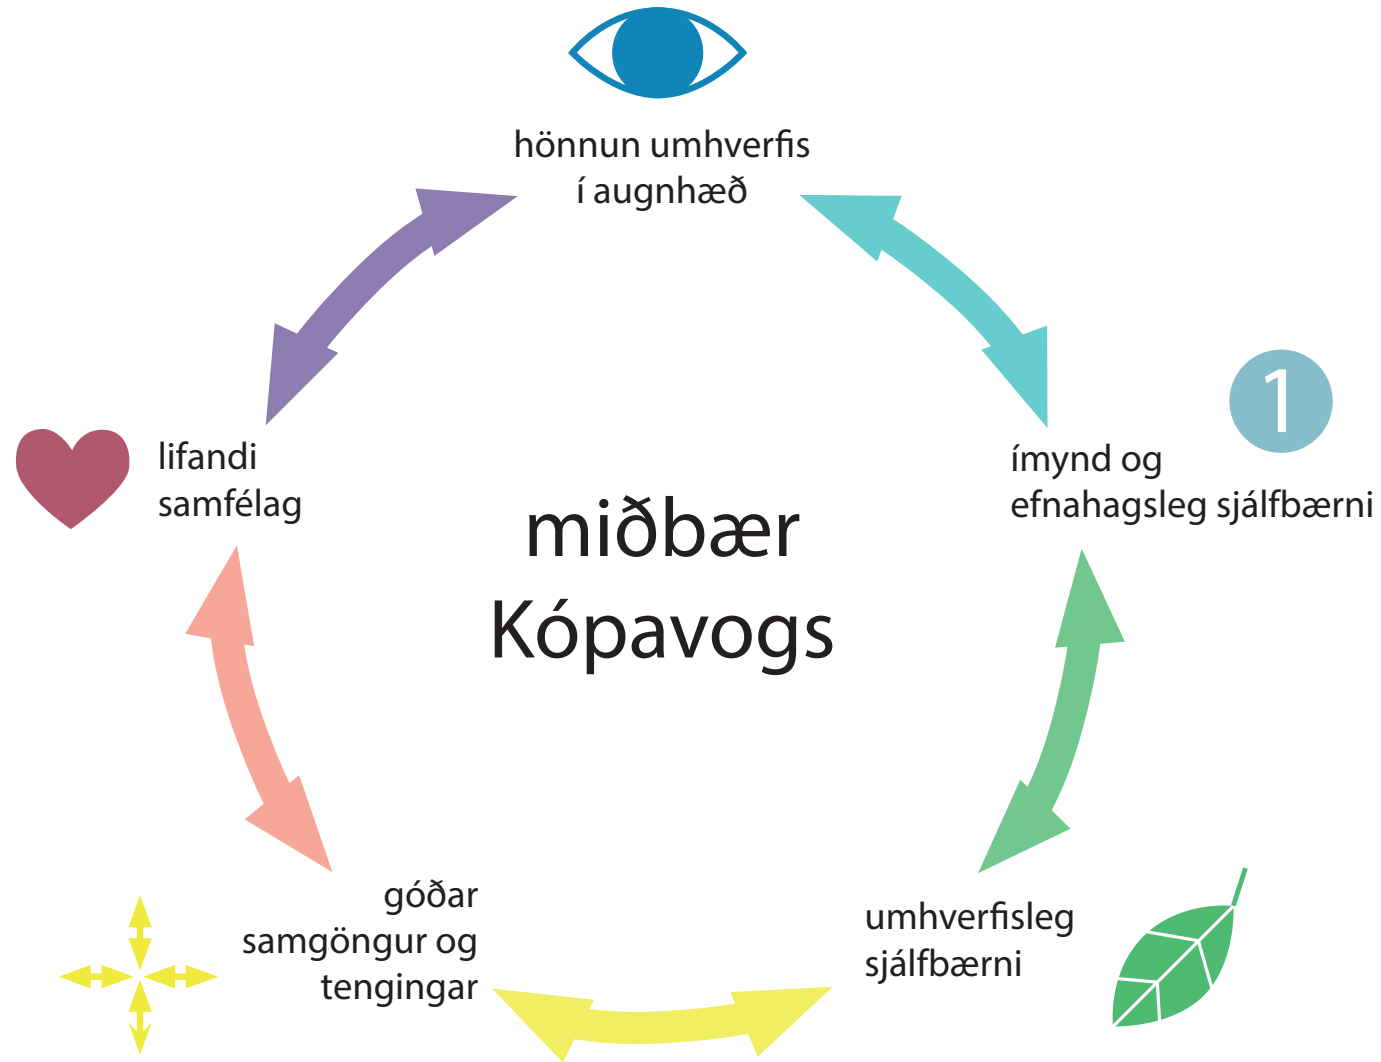 hönnun umhverfis
í augnhæð
1
ímynd og
efnahagsleg sjálfbærni
lifandi
samfélag
miðbær
Kópavogs
umhverfisleg
sjálfbærni
góðar
samgöngur og
tengingar